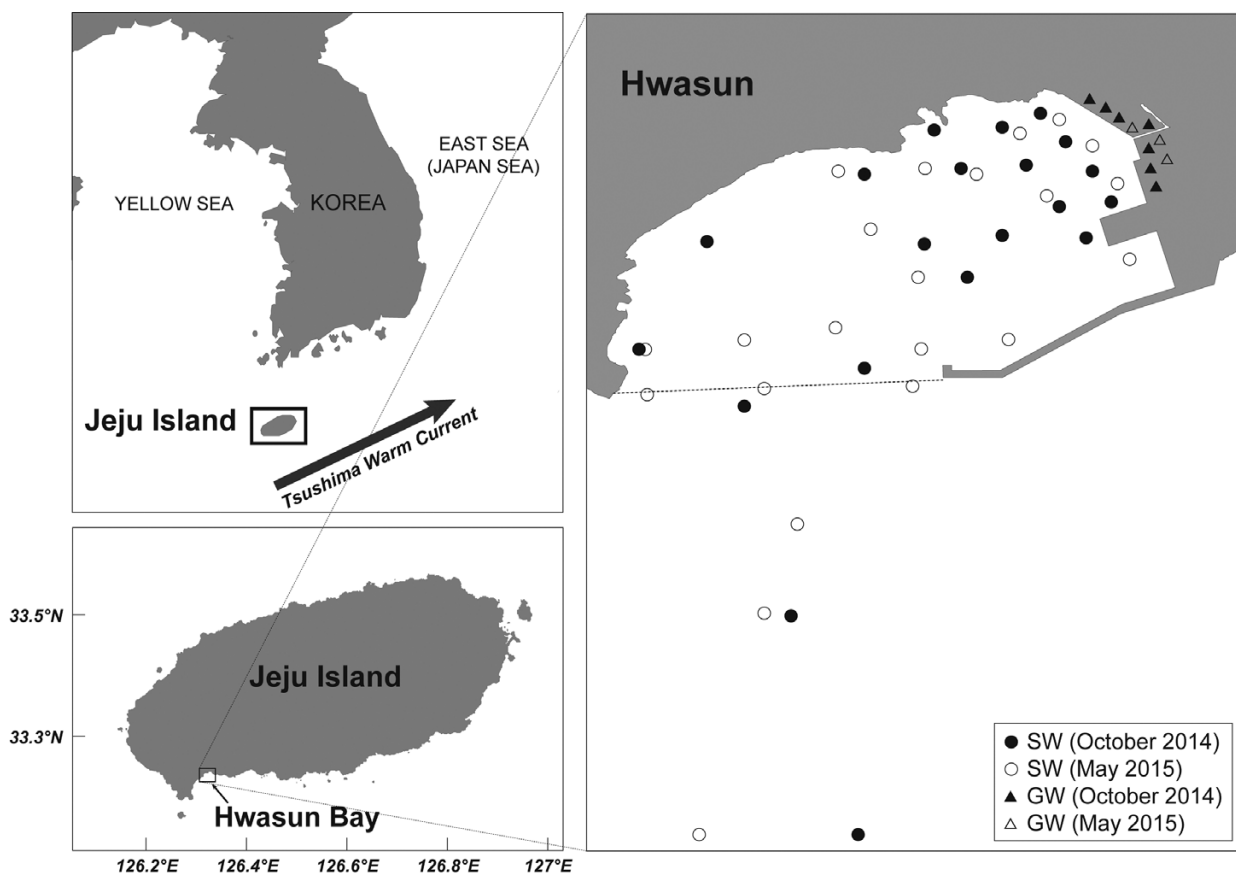 EAST SEA
(JAPAN SEA)
YELLOW SEA
KOREA
Jeju Island
Tsushima Warm Current
33.5°N
33.3°N
Jeju Island
Hwasun Bay
126.2°E
126.4°E
126.6°E
126.8°E
127°E
Hwasun
SW (October 2014)
SW (May 2015)
GW (October 2014)
GW (May 2015)